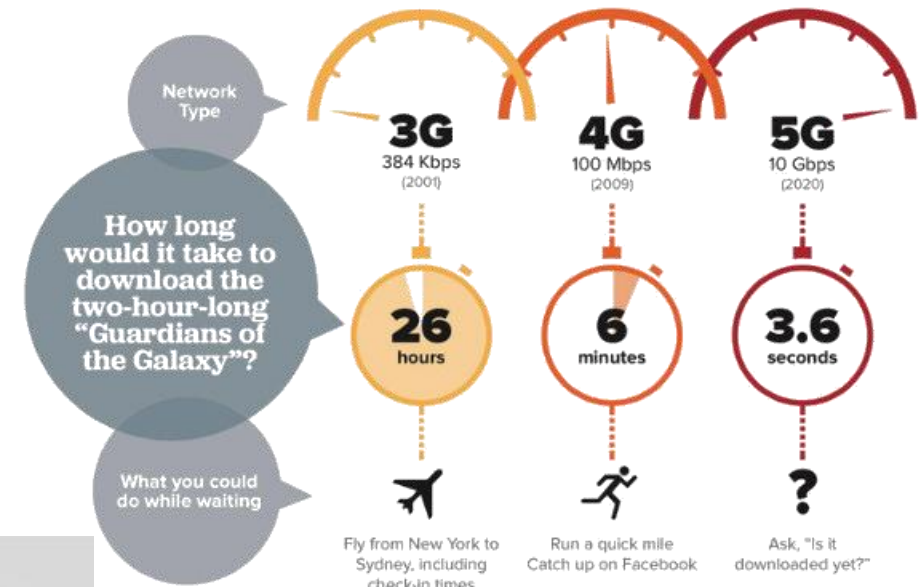 Network
Type
3G
384 Kbps
(2001)
4G
100 Mbps
(2009)
5G
10 Gbps
(2020)
How long
would it take to
download the
two-hour-long
“Guardians of
the Galaxy”?
26
hours
6
minutes
3.6
seconds
What you could
do while waiting
?
Fly from New York to
Sydney, including
check-in times
Run a quick mile
Catch up on Facebook
Ask, “Is it
downloaded yet?”